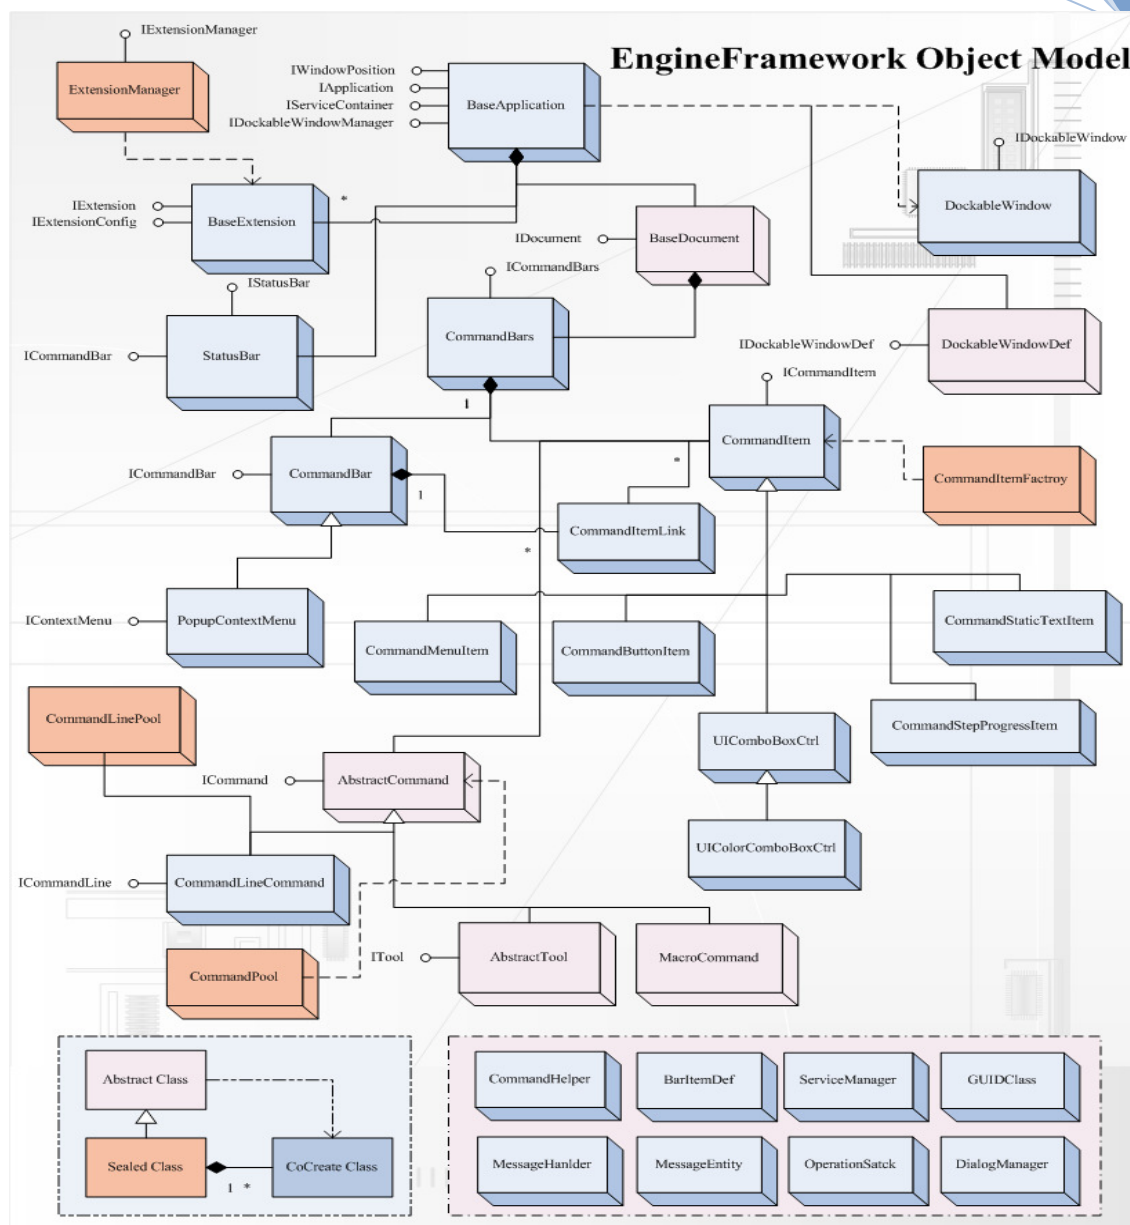 IExtensionManager
EngineFramework Object Model
ExtensionManager
IWindowPosition
IApplication
IServiceContainer
IDockableWindowManager
BaseApplication
IDockableWindow
DockableWindow
IExtension
IExtensionConfig
BaseExtension
*
IDocument
BaseDocument
ICommandBars
IStatusBar
ICommandBar
StatusBar
CommandBars
IDockableWindowDef
DockableWindowDef
ICommandItem
1
CommandItem
ICommandBar
CommandBar
1
*
CommandItemFactroy
CommandItemLink
*
IContextMenu
PopupContextMenu
CommandMenuItem
CommandButtonItem
CommandStaticTextItem
CommandLinePool
UIComboBoxCtrl
CommandStepProgressItem
ICommand
AbstractCommand
UIColorComboBoxCtrl
ICommandLine
CommandLineCommand
CommandPool
ITool
AbstractTool
MacroCommand
Abstract Class
Sealed Class
1 *
CoCreate Class
CommandHelper
BarItemDef
ServiceManager
GUIDClass
MessageHanlder
MessageEntity
OperationSatck
DialogManager